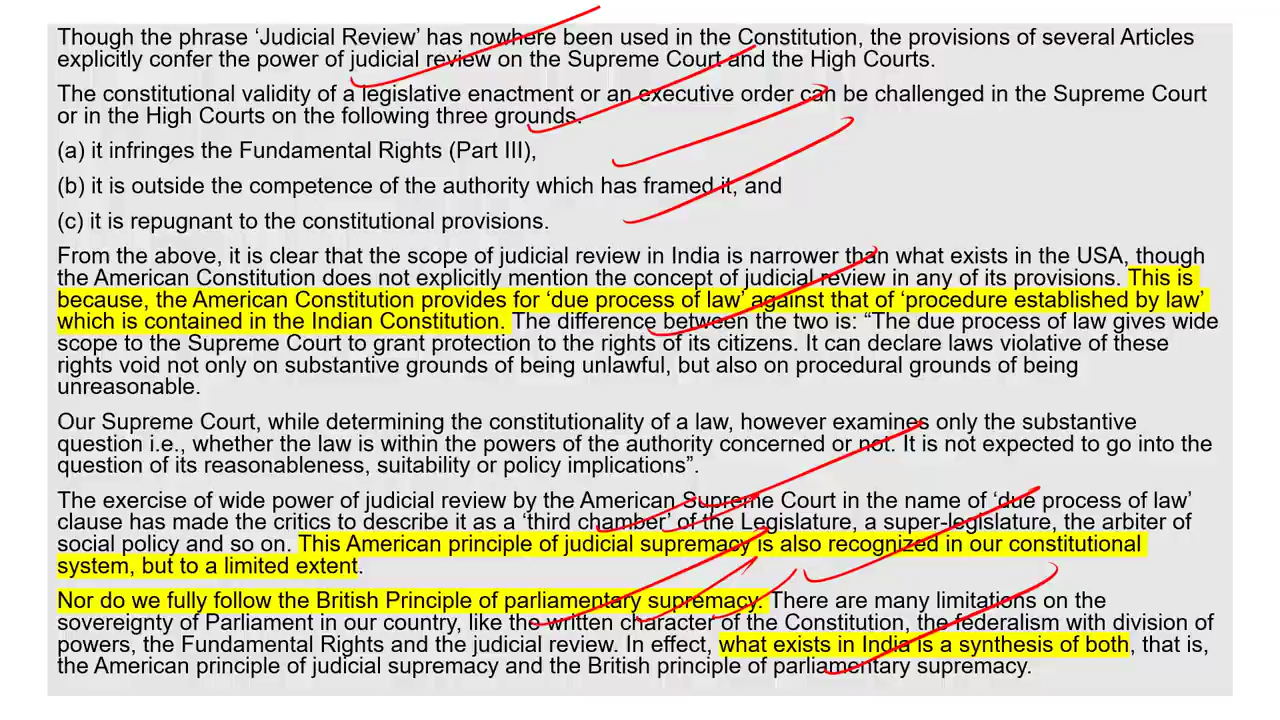 Though the phrase ‘Judicial Review’ has nowhere been used in the Constitution, the provisions of several Articles
explicitly confer the power of judicial review on the Supreme Court and the High Courts.
The constitutional validity of a legislative enactment or an executive order can be challenged in the Supreme Court
or in the High Courts on the following three grounds.
(a) it infringes the Fundamental Rights (Part III),
(b) it is outside the competence of the authority which has framed it, and
(c) it is repugnant to the constitutional provisions.
From the above, it is clear that the scope of judicial review in India is narrower than what exists in the USA, though
the American Constitution does not explicitly mention the concept of judicial review in any of its provisions. This is
because, the American Constitution provides for ‘due process of law’ against that of ‘procedure established by law’
which is contained in the Indian Constitution. The difference between the two is: “The due process of law gives wide
scope to the Supreme Court to grant protection to the rights of its citizens. It can declare laws violative of these
rights void not only on substantive grounds of being unlawful, but also on procedural grounds of being
unreasonable.
Our Supreme Court, while determining the constitutionality of a law, however examines only the substantive
question i.e., whether the law is within the powers of the authority concerned or not. It is not expected to go into the
question of its reasonableness, suitability or policy implications”.
The exercise of wide power of judicial review by the American Supreme Court in the name of ‘due process of law’
clause has made the critics to describe it as a ‘third chamber’ of the Legislature, a super-legislature, the arbiter of
social policy and so on. This American principle of judicial supremacy is also recognized in our constitutional
system, but to a limited extent.
Nor do we fully follow the British Principle of parliamentary supremacy. There are many limitations on the
sovereignty of Parliament in our country, like the written character of the Constitution, the federalism with division of
powers, the Fundamental Rights and the judicial review. In effect, what exists in India is a synthesis of both, that is,
the American principle of judicial supremacy and the British principle of parliamentary supremacy.